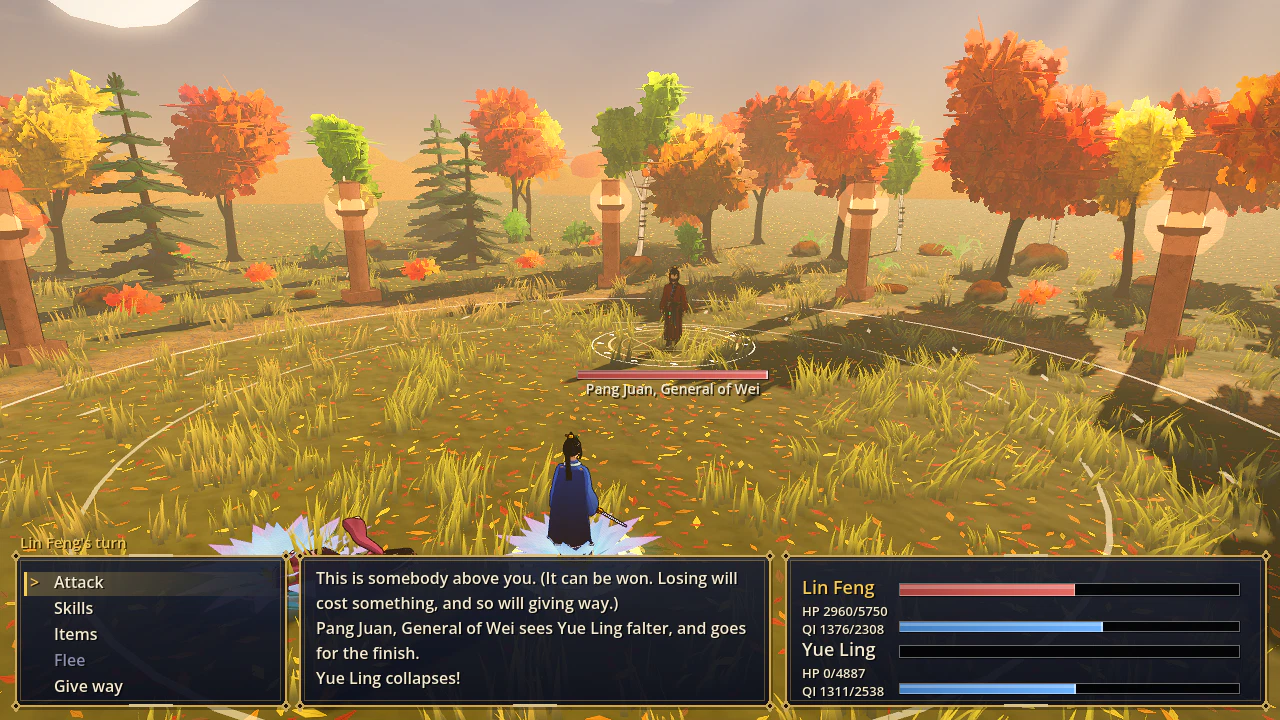 Pang Juan, General of Wei
Lin Feng's turn
> Attack
Skills
Items
Flee
Give way
This is somebody above you. (It can be won. Losing will
cost something, and so will giving way.)
Pang Juan, General of Wei sees Yue Ling falter, and goes
for the finish.
Yue Ling collapses!
Lin Feng
HP 2960/5750
QI 1376/2308
Yue Ling
HP 0/4887
QI 1311/2538